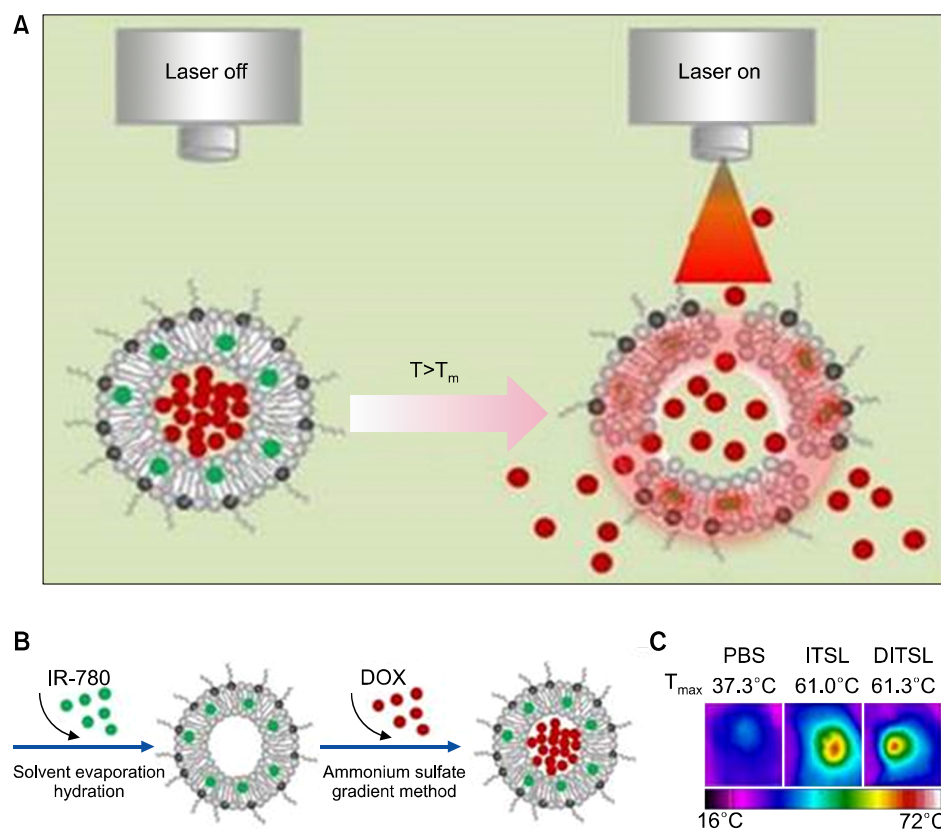 A
Laser off
Laser on
T>Tm
B
IR-780
Solvent evaporation
hydration
DOX
Ammonium sulfate
gradient method
C
PBS ITSL DITSL
Tmax 37.3°C 61.0°C 61.3°C
16°C 72°C